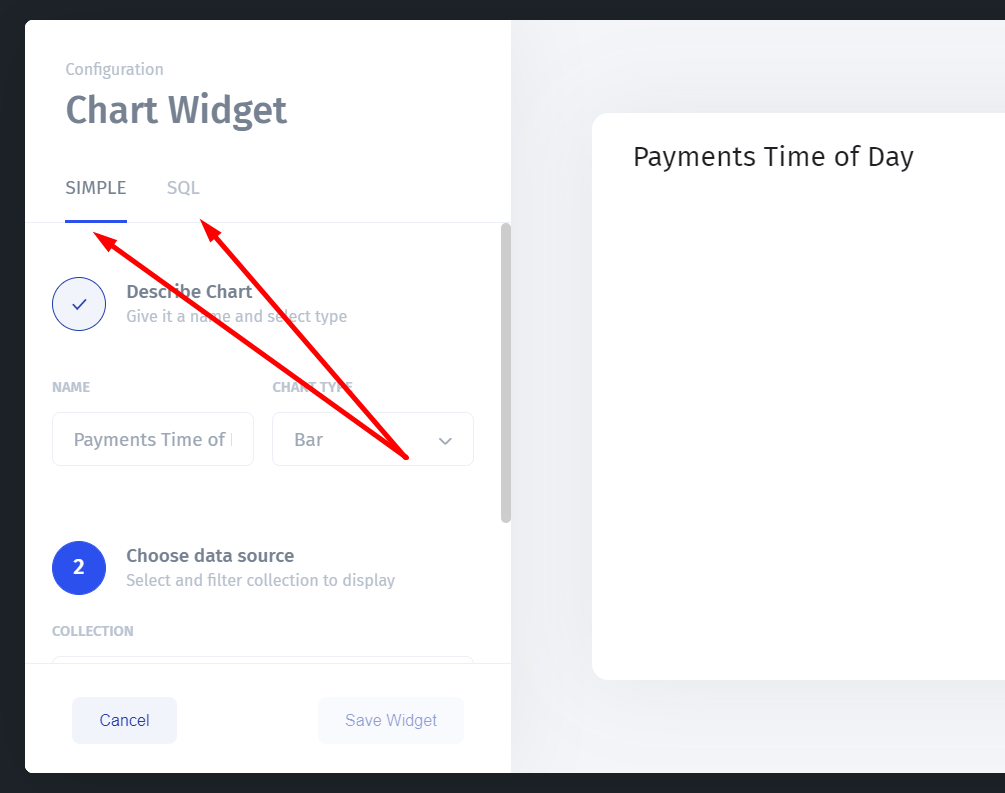 Configuration
Chart Widget
SIMPLE SQL
Payments Time of Day
Describe Chart
Give it a name and select type
NAME CHART TYPE
Payments Time of
Bar
2
Choose data source
Select and filter collection to display
COLLECTION
Cancel Save Widget